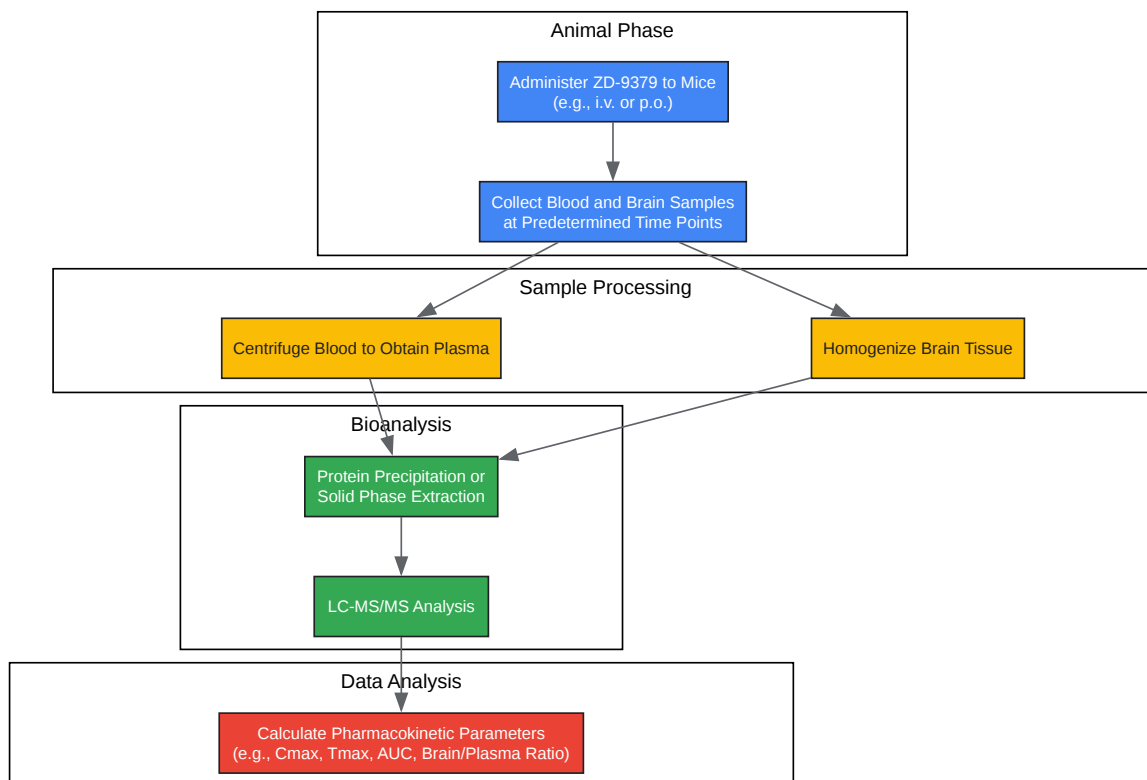 Animal Phase
Administer ZD-9379 to Mice
(e.g., i.v. or p.o.)
Collect Blood and Brain Samples
at Predetermined Time Points
Sample Processing
Centrifuge Blood to Obtain Plasma
Homogenize Brain Tissue
Bioanalysis
Protein Precipitation or
Solid Phase Extraction
LC-MS/MS Analysis
Data Analysis
Calculate Pharmacokinetic Parameters
(e.g., Cmax, Tmax, AUC, Brain/Plasma Ratio)